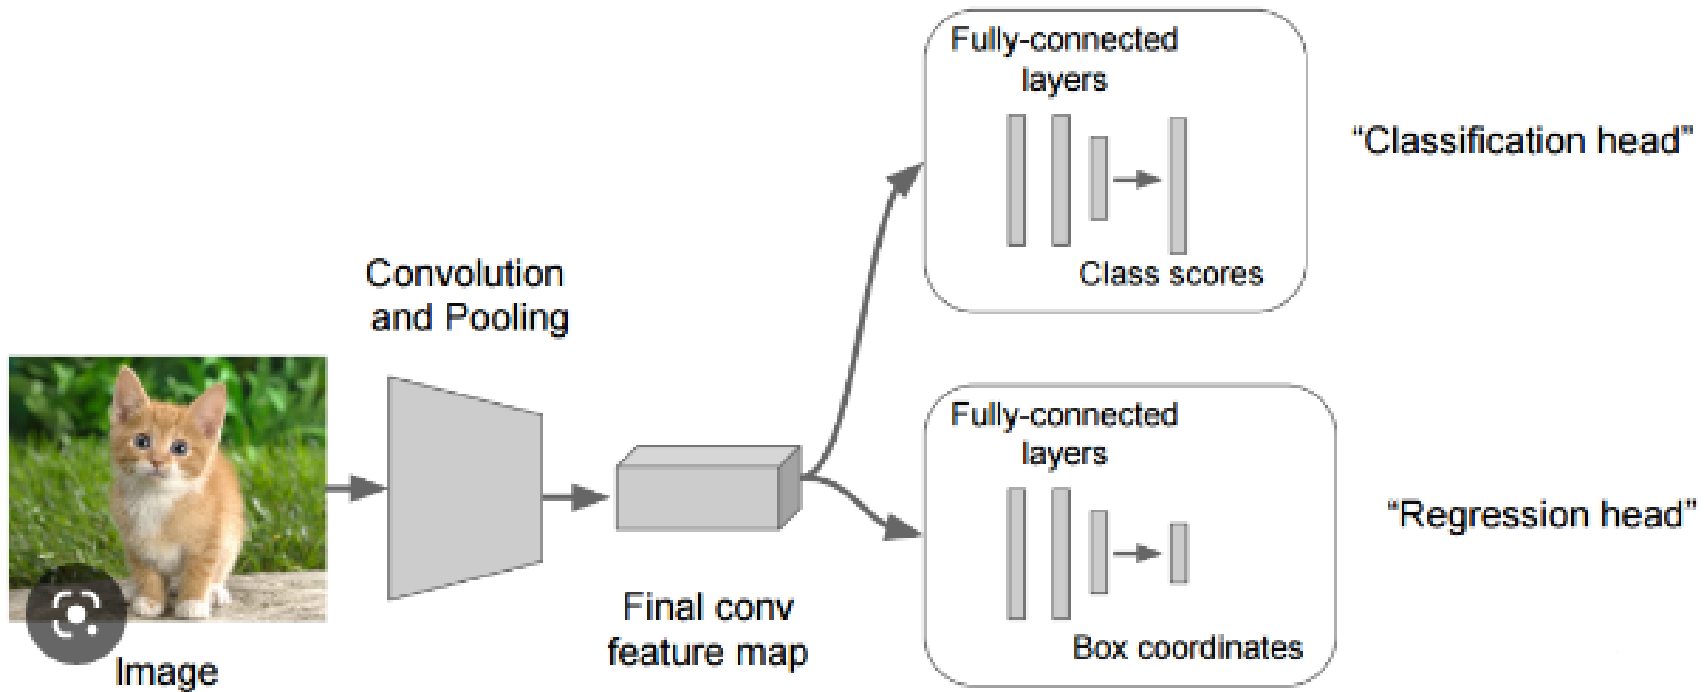 Fully-connected
layers
Class scores
“Classification head”
Convolution
and Pooling
Image
Final conv
feature map
Fully-connected
layers
Box coordinates
“Regression head”